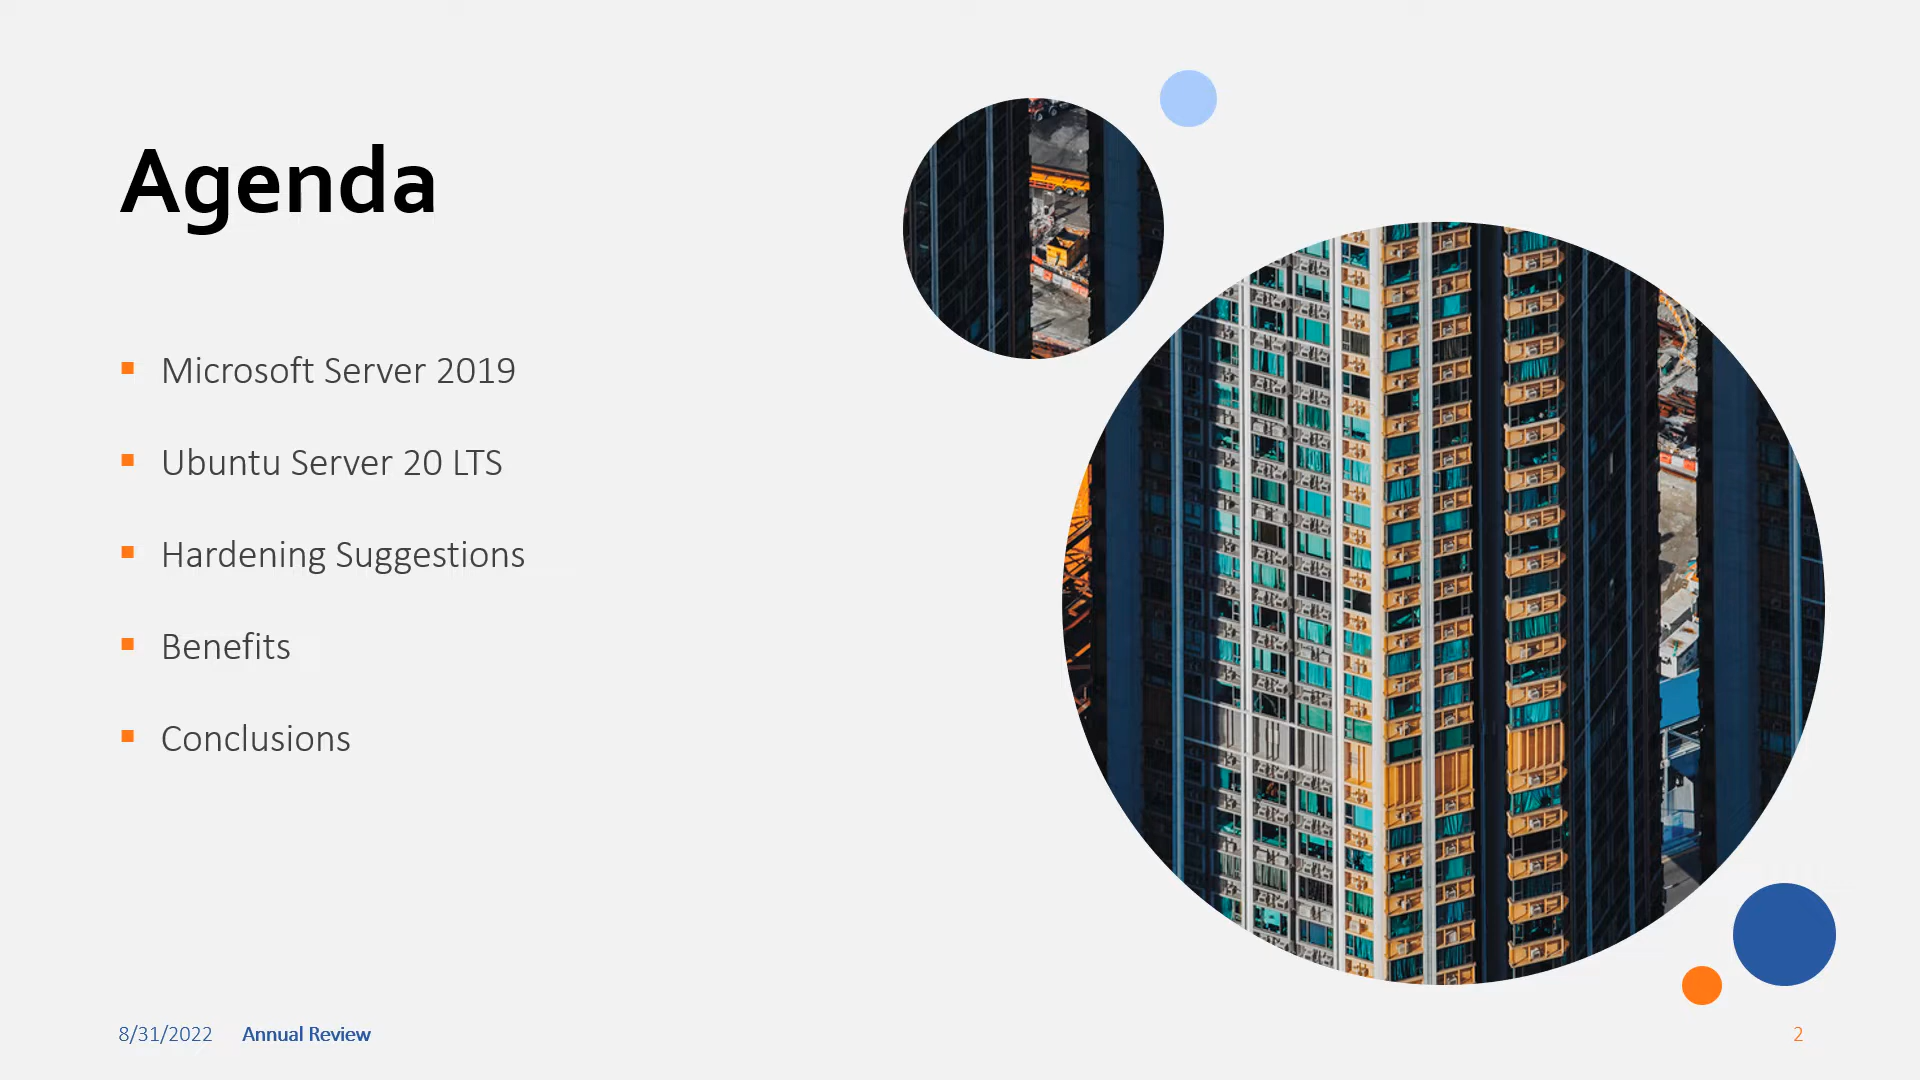 Agenda
Microsoft Server 2019
Ubuntu Server 20 LTS
Hardening Suggestions
Benefits
Conclusions
8/31/2022 Annual Review 2